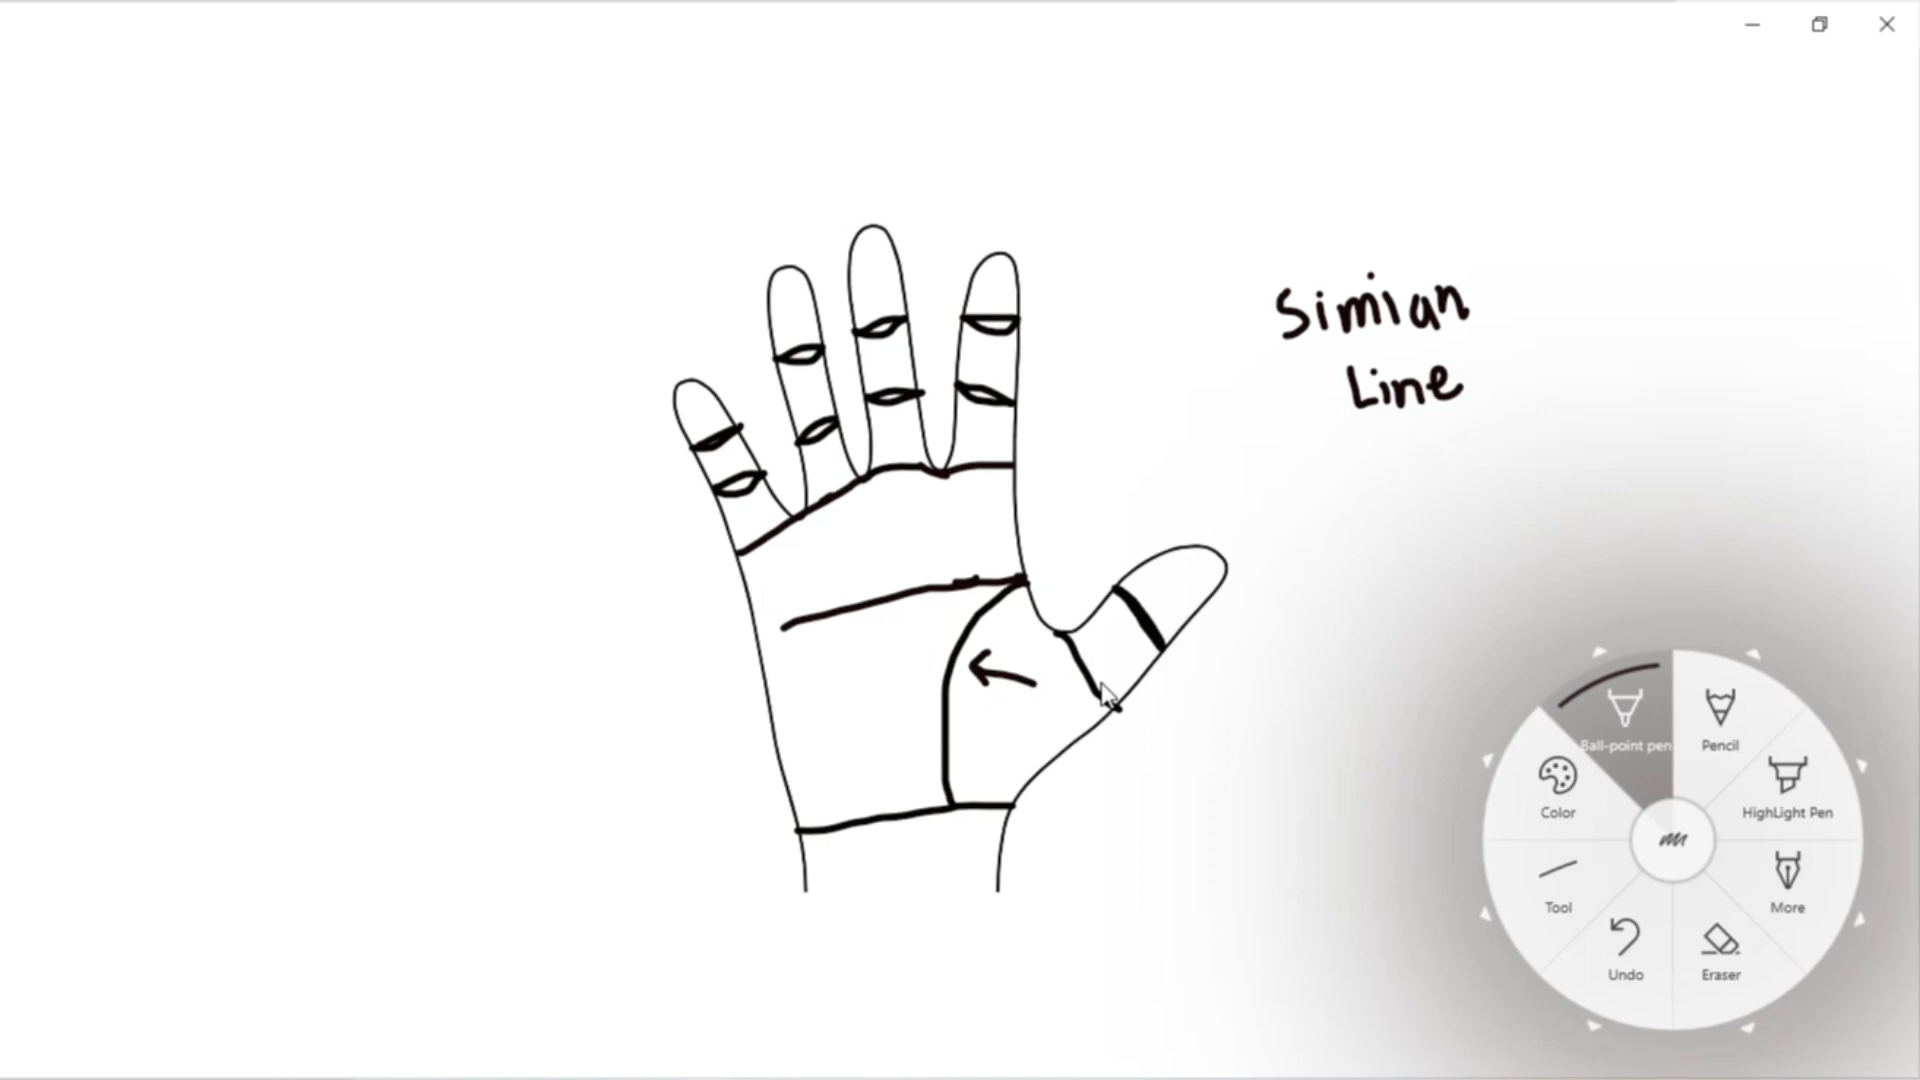 Simian
Line
Ball-point pen
Pencil
Color
HighLight Pen
Tool
More
Undo
Eraser